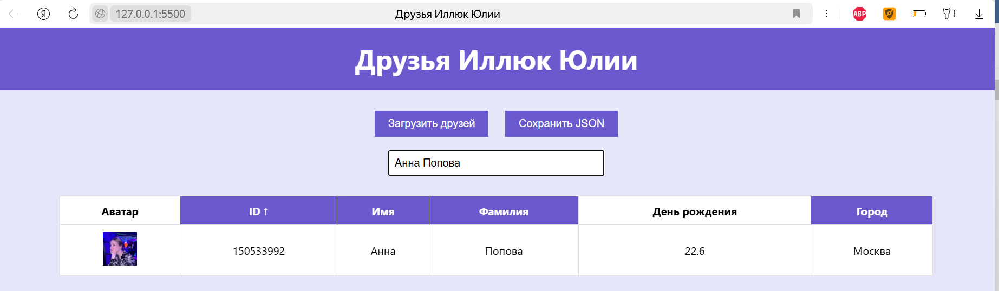 127.0.0.1:5500
Друзья Иллюк Юлии
ABP
Друзья Иллюк Юлии
Загрузить друзей
Сохранить JSON
Анна Попова
Аватар ID ↑ Имя Фамилия День рождения Город
150533992 Анна Попова 22.6 Москва